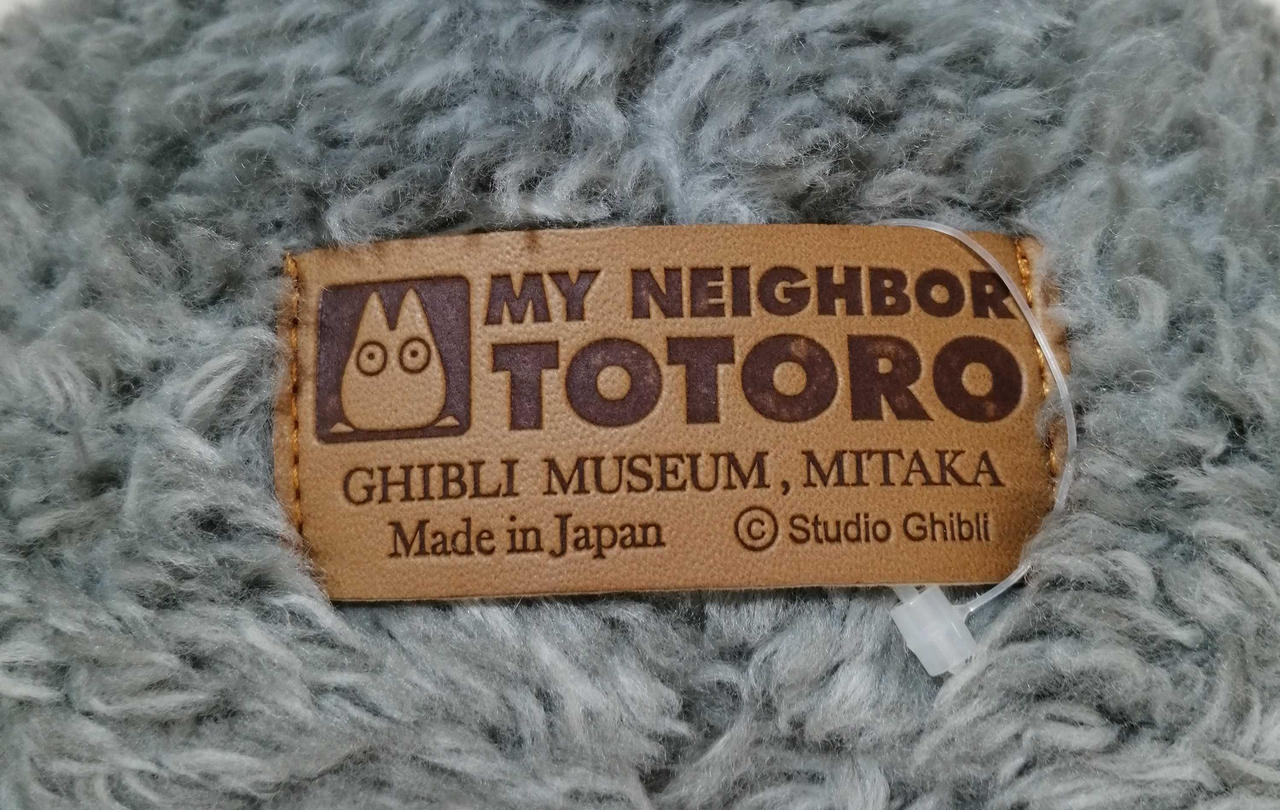 MY NEIGHBOR
TOTORO
GHIBLI MUSEUM, MITAKA
Made in Japan © Studio Ghibli